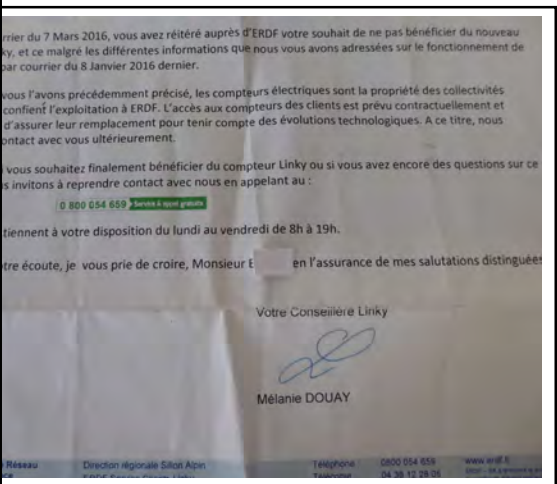 rrier du 7 Mars 2016, vous avez réitéré auprès d'ERDF votre souhait de ne pas bénéficier du nouveau
ky, et ce malgré les différentes informations que nous vous avons adressées sur le fonctionnement de
par courrier du 8 Janvier 2016 dernier.
vous l'avons précédemment précisé, les compteurs électriques sont la propriété des collectivités
confient l'exploitation à ERDF. L'accès aux compteurs des clients est prévu contractuellement et
d'assurer leur remplacement pour tenir compte des évolutions technologiques. A ce titre, nous
ontact avec vous ultérieurement.
i vous souhaitez finalement bénéficier du compteur Linky ou si vous avez encore des questions sur ce
s invitons à reprendre contact avec nous en appelant au :
0 800 054 659 Service & appel gratuits
tiennent à votre disposition du lundi au vendredi de 8h à 19h.
tre écoute, je vous prie de croire, Monsieur E en l'assurance de mes salutations distinguées
Votre Conseillère Linky
Mélanie DOUAY
Réseau Direction régionale Sillon Alpin Téléphone 0800 054 659 www.erdf.fr
04 38 12 28 05